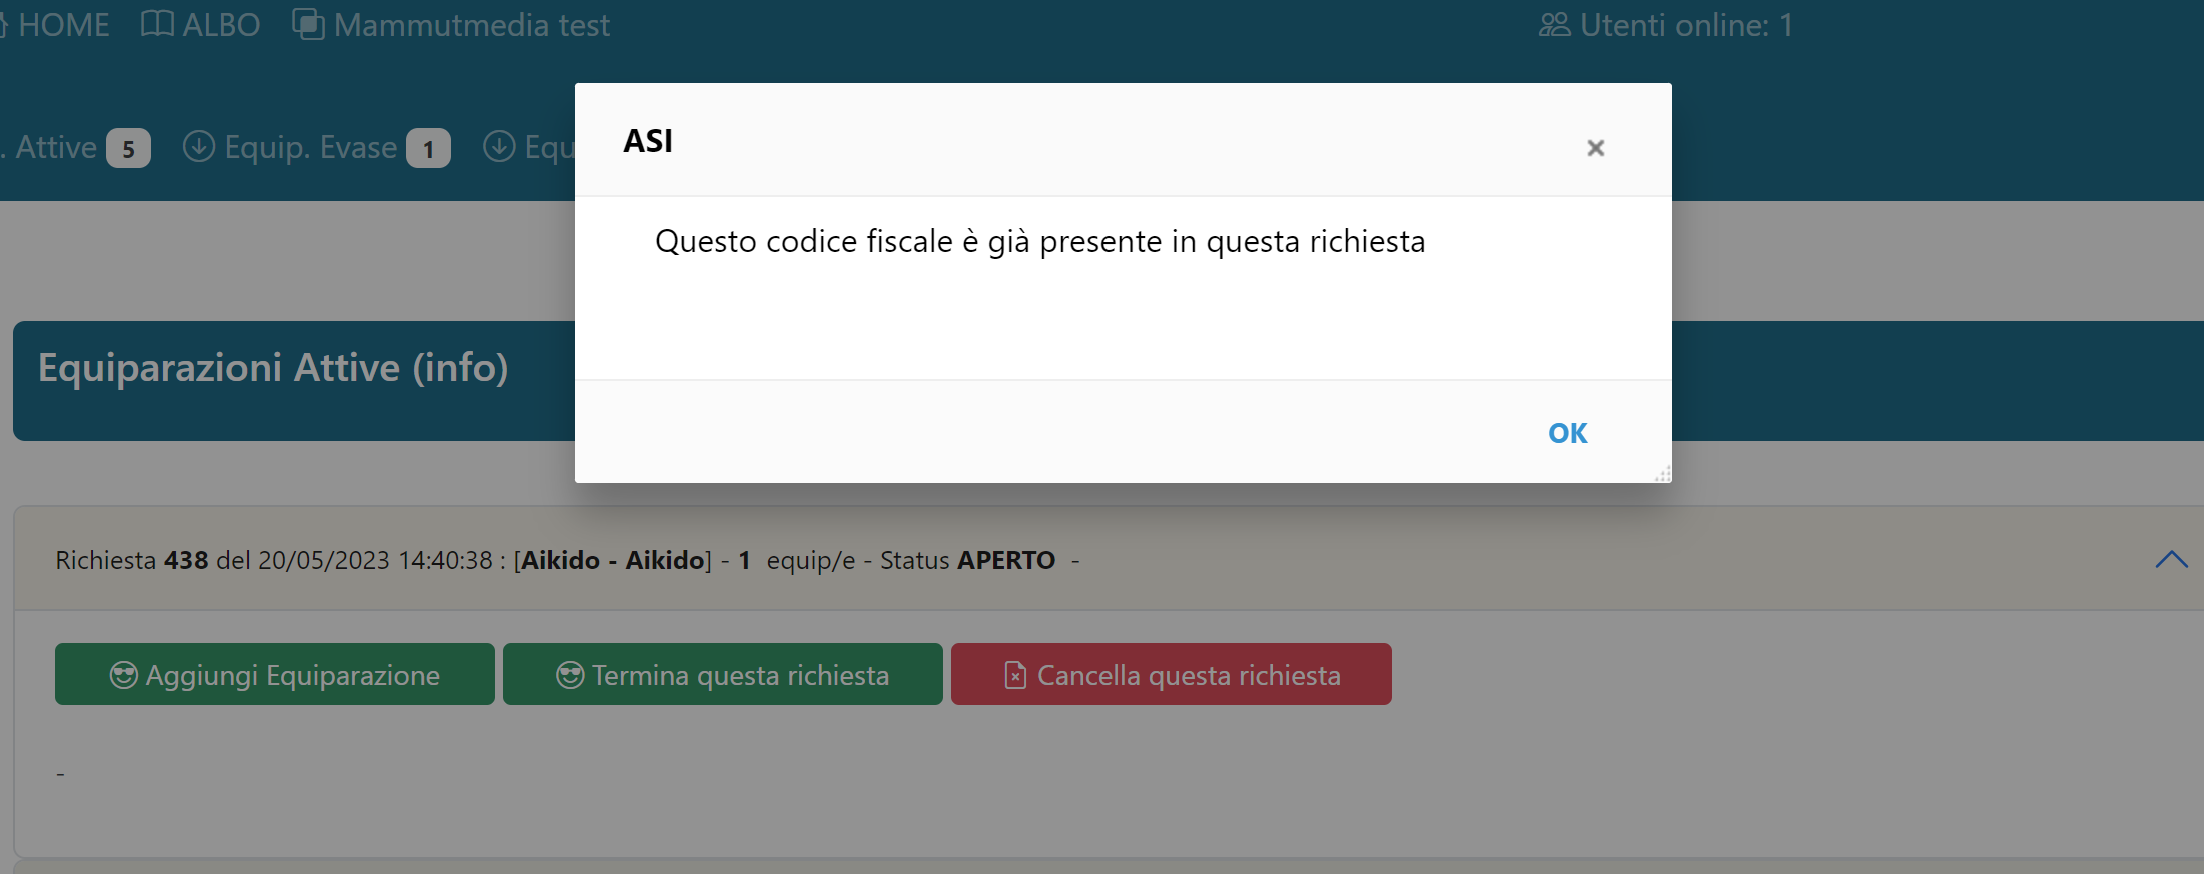 HOME ALBO Mammutmedia test Utenti online: 1
. Attive 5 Equip. Evase 1 Equ
ASI
×
Questo codice fiscale è già presente in questa richiesta
OK
Equiparazioni Attive (info)
Richiesta 438 del 20/05/2023 14:40:38 : [Aikido - Aikido] - 1 equip/e - Status APERTO -
Aggiungi Equiparazione Termina questa richiesta Cancella questa richiesta
-